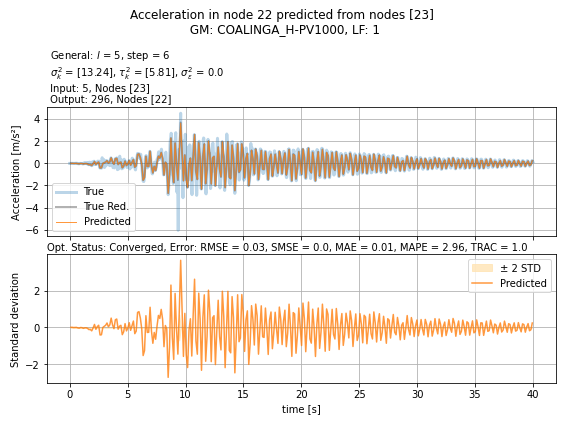 Acceleration in node 22 predicted from nodes [23]
GM: COALINGA_H-PV1000, LF: 1
General: l = 5, step = 6
σ²ₖ = [13.24], τ²ₖ = [5.81], σ²ε = 0.0
Input: 5, Nodes [23]
Output: 296, Nodes [22]
Acceleration [m/s²]
4
2
0
−2
−4
−6
True
True Red.
Predicted
Opt. Status: Converged, Error: RMSE = 0.03, SMSE = 0.0, MAE = 0.01, MAPE = 2.96, TRAC = 1.0
Standard deviation
2
0
−2
± 2 STD
Predicted
0 5 10 15 20 25 30 35 40
time [s]